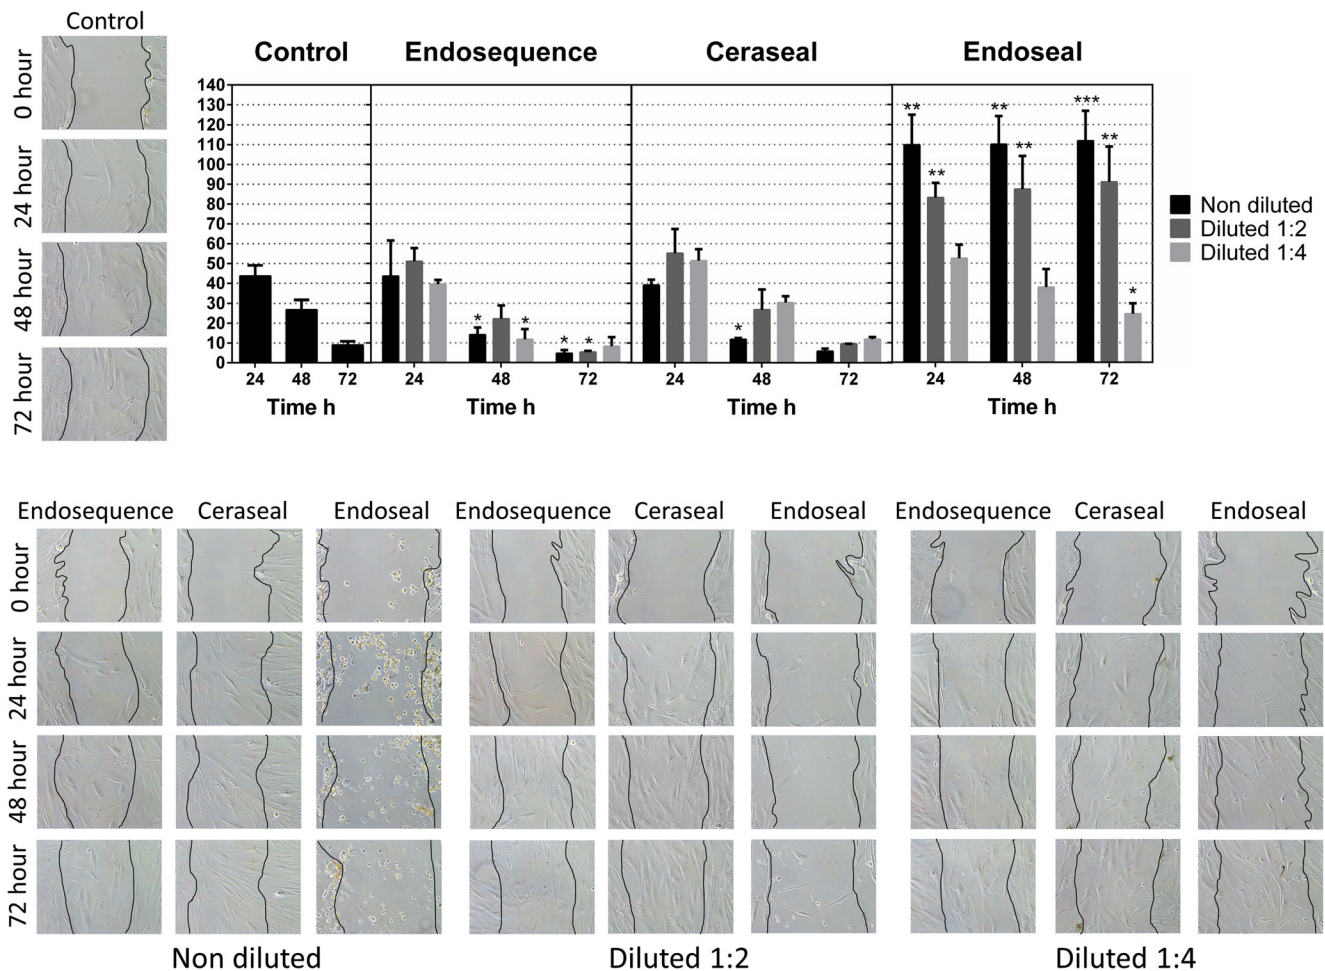 Control
0 hour
24 hour
48 hour
72 hour
Control Endosequence Ceraseal Endoseal
140
130
120
110
100
90
80
70
60
50
40
30
20
10
0
** ** *** ** ** **
* * * * * *
24 48 72 24 48 72 24 48 72 24 48 72
Time h Time h Time h Time h
Non diluted
Diluted 1:2
Diluted 1:4
Endosequence Ceraseal Endoseal Endosequence Ceraseal Endoseal Endosequence Ceraseal Endoseal
0 hour
24 hour
48 hour
72 hour
Non diluted Diluted 1:2 Diluted 1:4